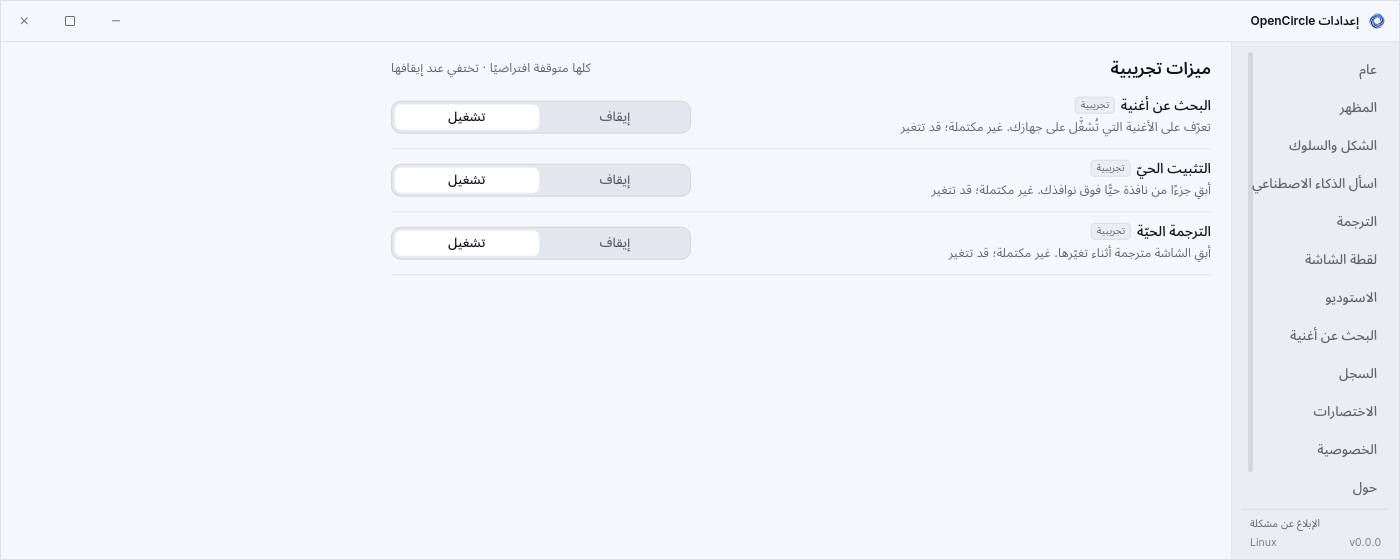 إعدادات OpenCircle
عام
المظهر
الشكل والسلوك
اسأل الذكاء الاصطناعي
الترجمة
لقطة الشاشة
الاستوديو
البحث عن أغنية
السجل
الاختصارات
الخصوصية
حول
الإبلاغ عن مشكلة
v0.0.0 Linux
ميزات تجريبية
كلها متوقفة افتراضيًا · تختفي عند إيقافها
البحث عن أغنية تجريبية
تعرّف على الأغنية التي تُشغَّل على جهازك. غير مكتملة؛ قد تتغير
إيقاف تشغيل
التثبيت الحيّ تجريبية
أبقِ جزءًا من نافذة حيًّا فوق نوافذك. غير مكتملة؛ قد تتغير
إيقاف تشغيل
الترجمة الحيّة تجريبية
أبقِ الشاشة مترجمة أثناء تغيّرها. غير مكتملة؛ قد تتغير
إيقاف تشغيل